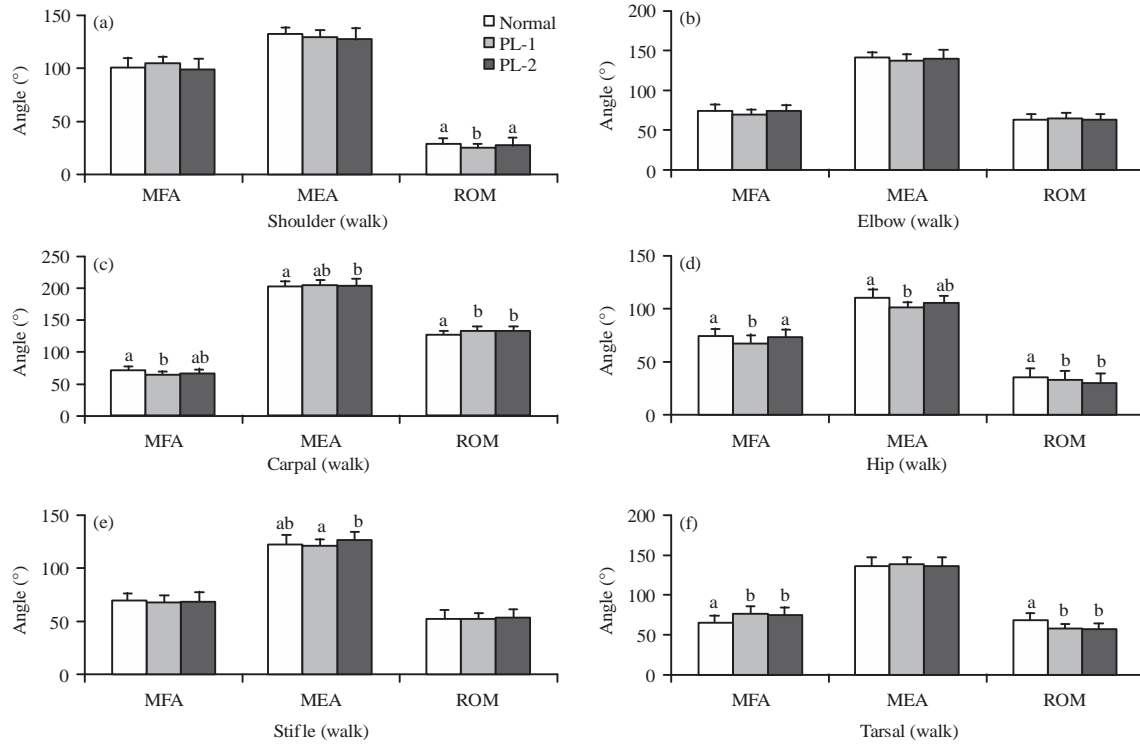 (a)
Normal
PL-1
PL-2
Angle (°)
150
100
50
0
a b a
MFA MEA ROM
Shoulder (walk)
(b)
Angle (°)
200
150
100
50
0
MFA MEA ROM
Elbow (walk)
(c)
Angle (°)
250
200
150
100
50
0
a b ab
a ab b
a b b
MFA MEA ROM
Carpal (walk)
(d)
Angle (°)
150
100
50
0
a b a
a b ab
a b b
MFA MEA ROM
Hip (walk)
(e)
Angle (°)
150
100
50
0
ab a b
MFA MEA ROM
Stifle (walk)
(f)
Angle (°)
200
150
100
50
0
a b b
a b b
MFA MEA ROM
Tarsal (walk)